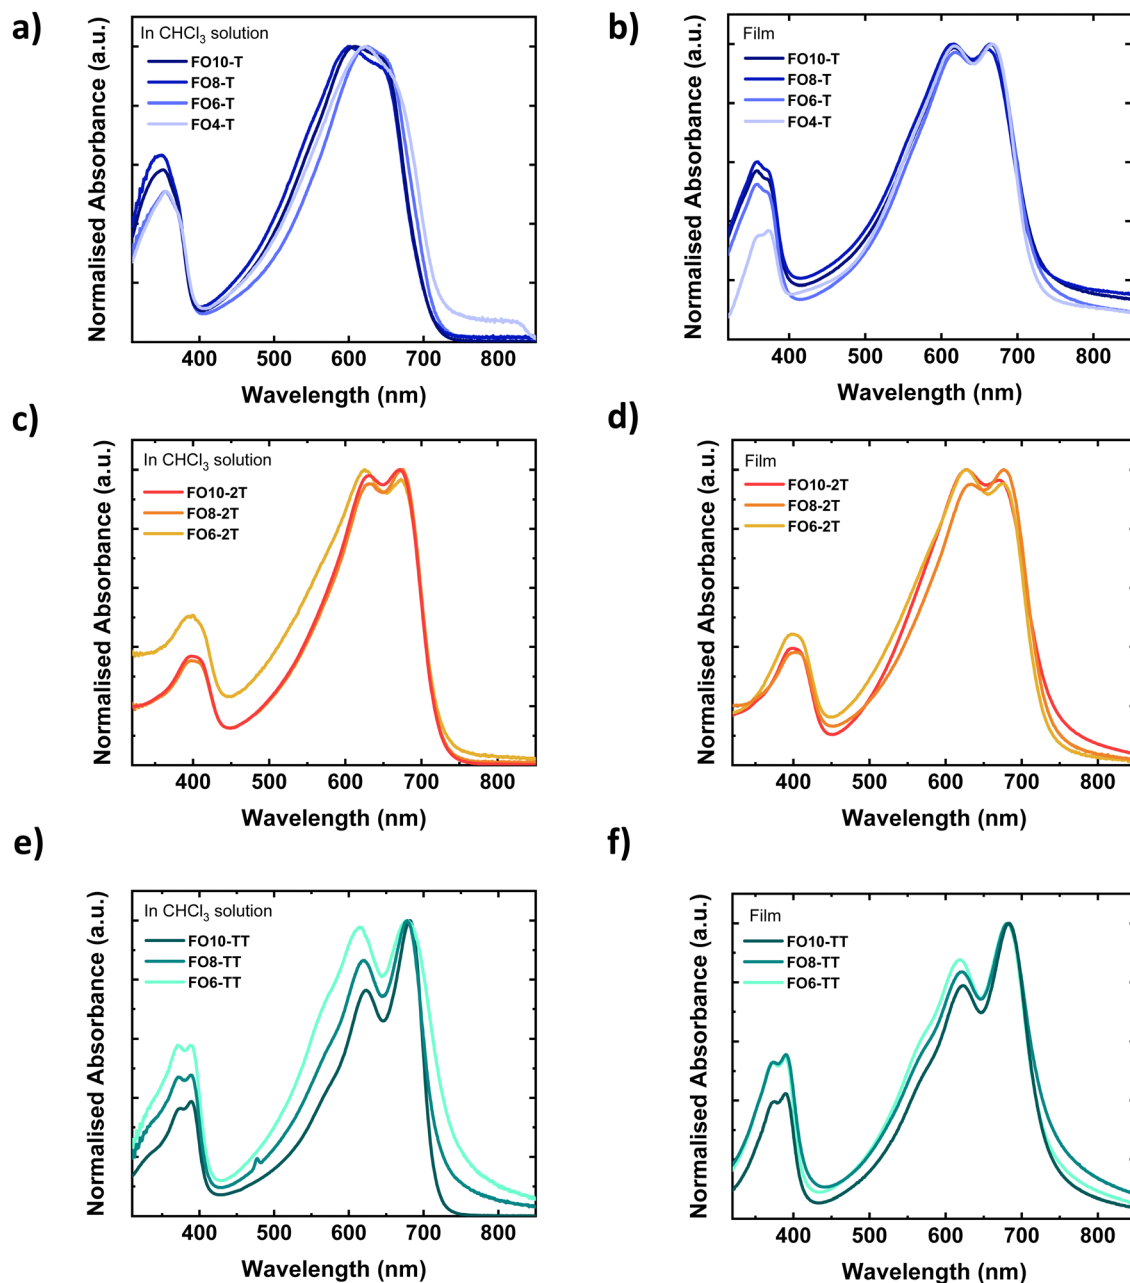 a)
Normalised Absorbance (a.u.)
In CHCl₃ solution
FO10-T
FO8-T
FO6-T
FO4-T
400 500 600 700 800
Wavelength (nm)
b)
Normalised Absorbance (a.u.)
Film
FO10-T
FO8-T
FO6-T
FO4-T
400 500 600 700 800
Wavelength (nm)
c)
Normalised Absorbance (a.u.)
In CHCl₃ solution
FO10-2T
FO8-2T
FO6-2T
400 500 600 700 800
Wavelength (nm)
d)
Normalised Absorbance (a.u.)
Film
FO10-2T
FO8-2T
FO6-2T
400 500 600 700 800
Wavelength (nm)
e)
Normalised Absorbance (a.u.)
In CHCl₃ solution
FO10-TT
FO8-TT
FO6-TT
400 500 600 700 800
Wavelength (nm)
f)
Normalised Absorbance (a.u.)
Film
FO10-TT
FO8-TT
FO6-TT
400 500 600 700 800
Wavelength (nm)